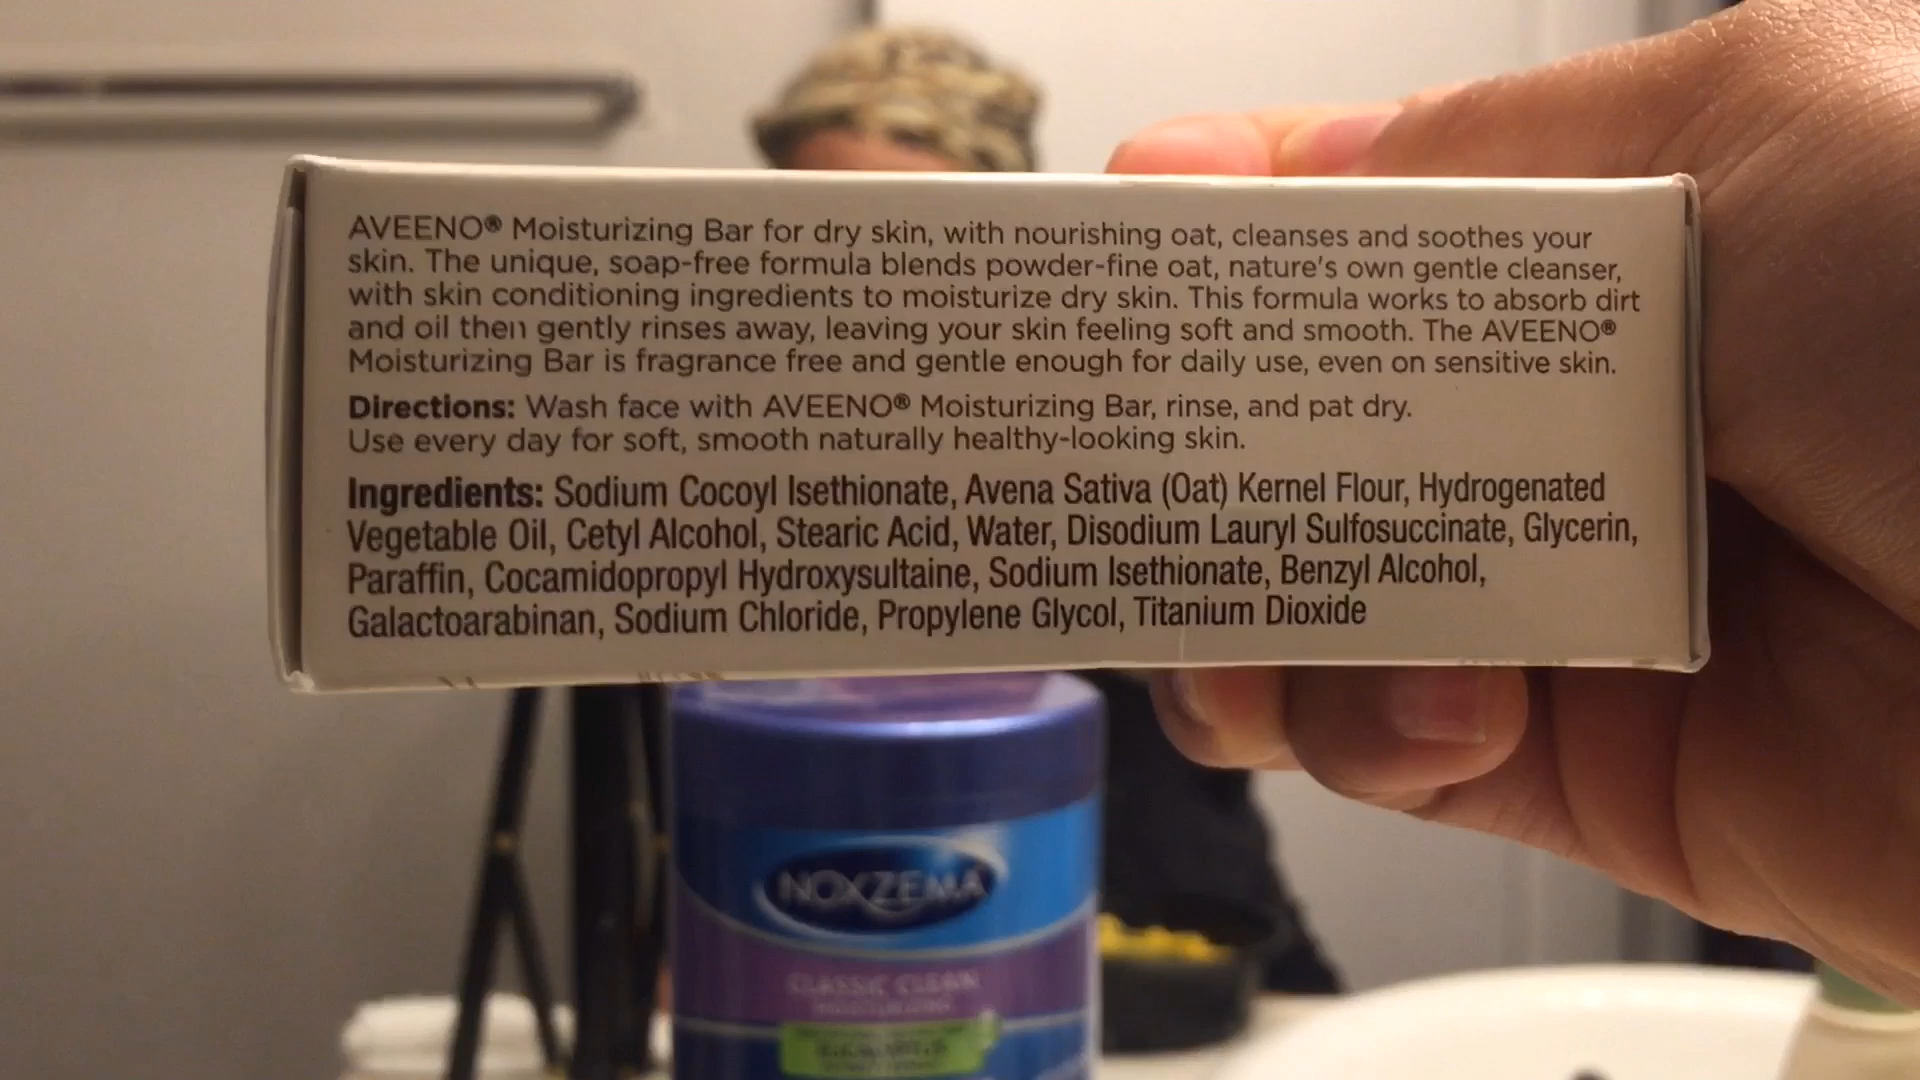 AVEENO® Moisturizing Bar for dry skin, with nourishing oat, cleanses and soothes your
skin. The unique, soap-free formula blends powder-fine oat, nature's own gentle cleanser,
with skin conditioning ingredients to moisturize dry skin. This formula works to absorb dirt
and oil then gently rinses away, leaving your skin feeling soft and smooth. The AVEENO®
Moisturizing Bar is fragrance free and gentle enough for daily use, even on sensitive skin.
Directions: Wash face with AVEENO® Moisturizing Bar, rinse, and pat dry.
Use every day for soft, smooth naturally healthy-looking skin.
Ingredients: Sodium Cocoyl Isethionate, Avena Sativa (Oat) Kernel Flour, Hydrogenated
Vegetable Oil, Cetyl Alcohol, Stearic Acid, Water, Disodium Lauryl Sulfosuccinate, Glycerin,
Paraffin, Cocamidopropyl Hydroxysultaine, Sodium Isethionate, Benzyl Alcohol,
Galactoarabinan, Sodium Chloride, Propylene Glycol, Titanium Dioxide
NOXZEMA
CLASSIC CLEAN